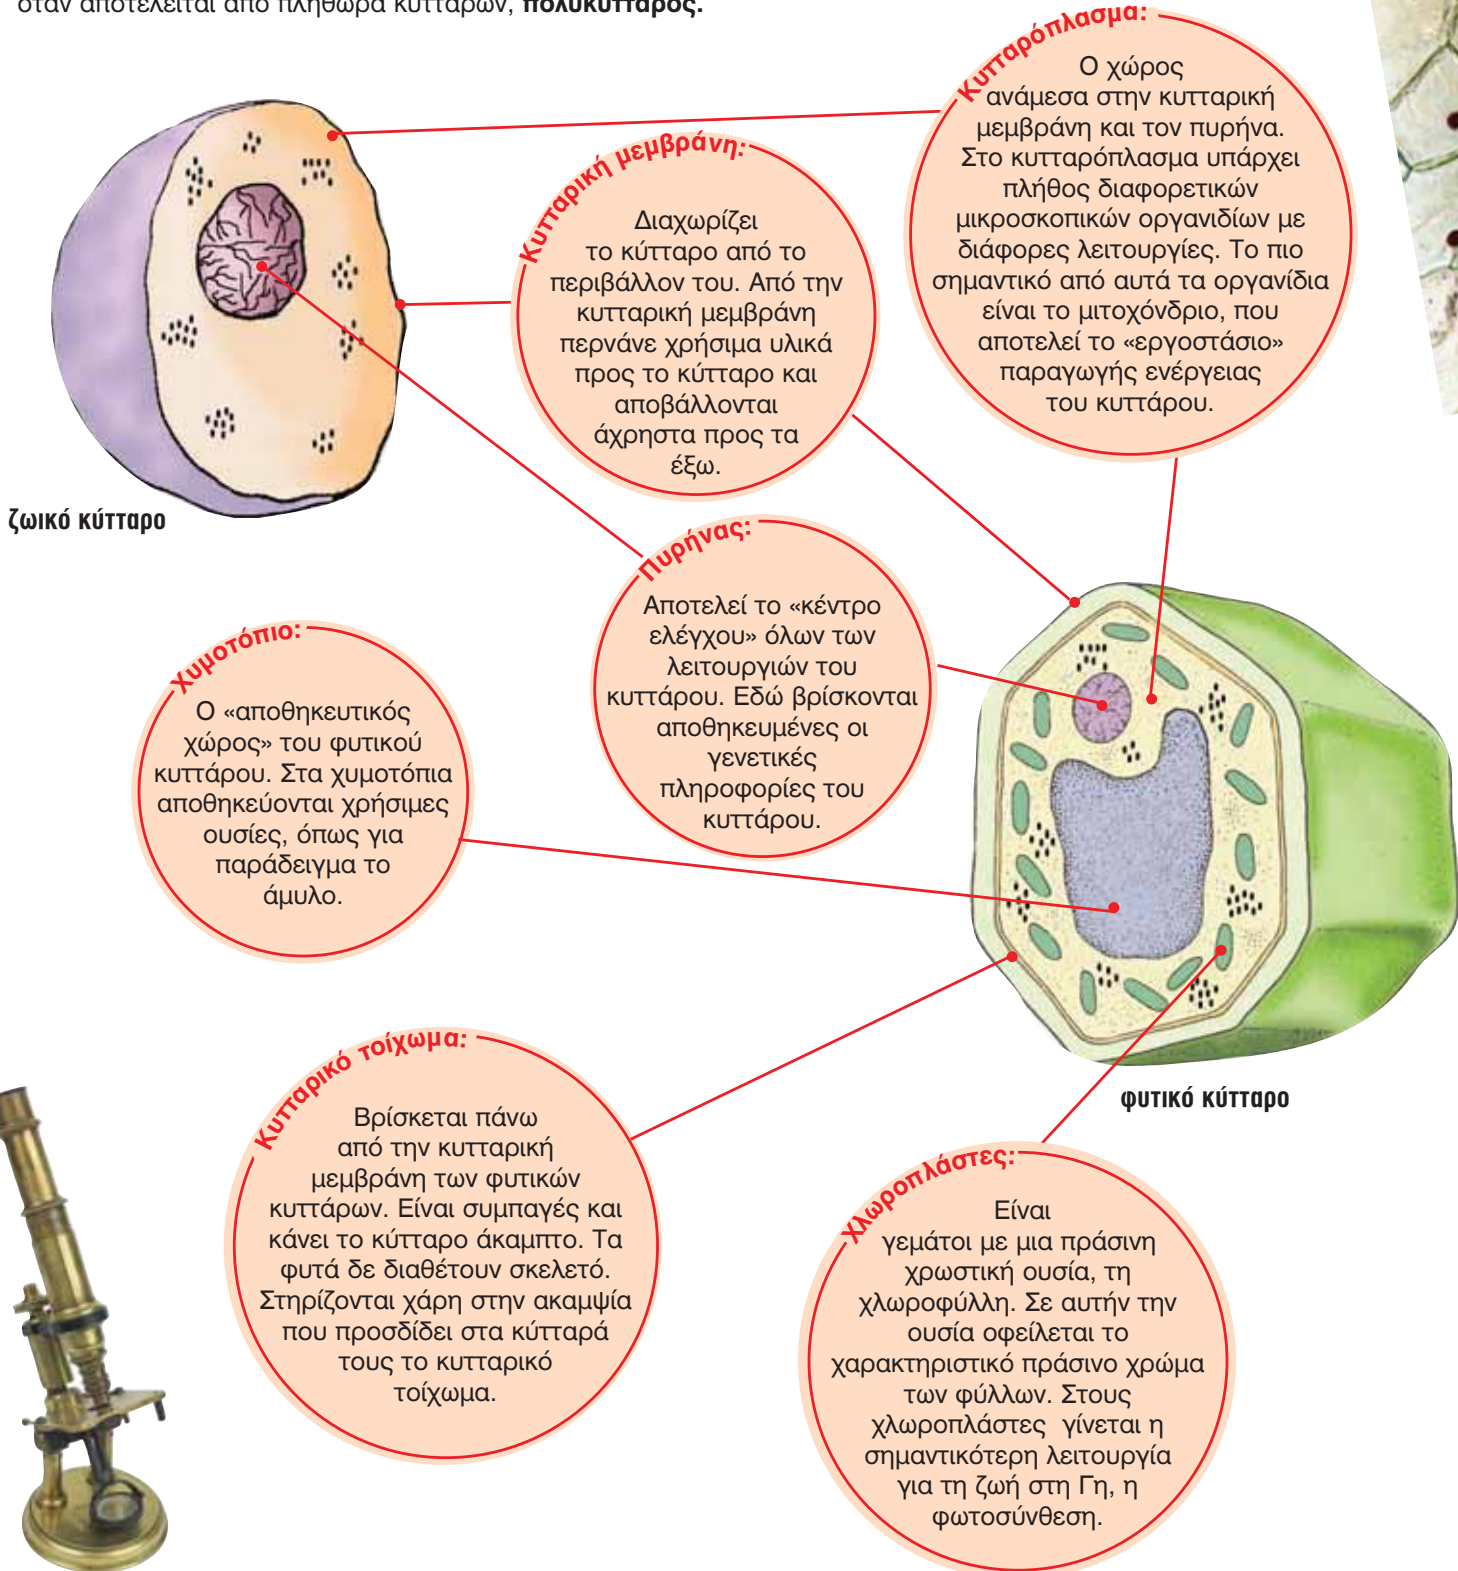 όταν αποτελείται από πληθώρα κυττάρων, πολυκύτταρος.
Κυτταρόπλασμα:
Ο χώρος
ανάμεσα στην κυτταρική
μεμβράνη και τον πυρήνα.
Στο κυτταρόπλασμα υπάρχει
πλήθος διαφορετικών
μικροσκοπικών οργανιδίων με
διάφορες λειτουργίες. Το πιο
σημαντικό από αυτά τα οργανίδια
είναι το μιτοχόνδριο, που
αποτελεί το «εργοστάσιο»
παραγωγής ενέργειας
του κυττάρου.
Κυτταρική μεμβράνη:
Διαχωρίζει
το κύτταρο από το
περιβάλλον του. Από την
κυτταρική μεμβράνη
περνάνε χρήσιμα υλικά
προς το κύτταρο και
αποβάλλονται
άχρηστα προς τα
έξω.
ζωικό κύτταρο
Πυρήνας:
Αποτελεί το «κέντρο
ελέγχου» όλων των
λειτουργιών του
κυττάρου. Εδώ βρίσκονται
αποθηκευμένες οι
γενετικές
πληροφορίες του
κυττάρου.
Χυμοτόπιο:
Ο «αποθηκευτικός
χώρος» του φυτικού
κυττάρου. Στα χυμοτόπια
αποθηκεύονται χρήσιμες
ουσίες, όπως για
παράδειγμα το
άμυλο.
φυτικό κύτταρο
Κυτταρικό τοίχωμα:
Βρίσκεται πάνω
από την κυτταρική
μεμβράνη των φυτικών
κυττάρων. Είναι συμπαγές και
κάνει το κύτταρο άκαμπτο. Τα
φυτά δε διαθέτουν σκελετό.
Στηρίζονται χάρη στην ακαμψία
που προσδίδει στα κύτταρά
τους το κυτταρικό
τοίχωμα.
Χλωροπλάστες:
Είναι
γεμάτοι με μια πράσινη
χρωστική ουσία, τη
χλωροφύλλη. Σε αυτήν την
ουσία οφείλεται το
χαρακτηριστικό πράσινο χρώμα
των φύλλων. Στους
χλωροπλάστες γίνεται η
σημαντικότερη λειτουργία
για τη ζωή στη Γη, η
φωτοσύνθεση.